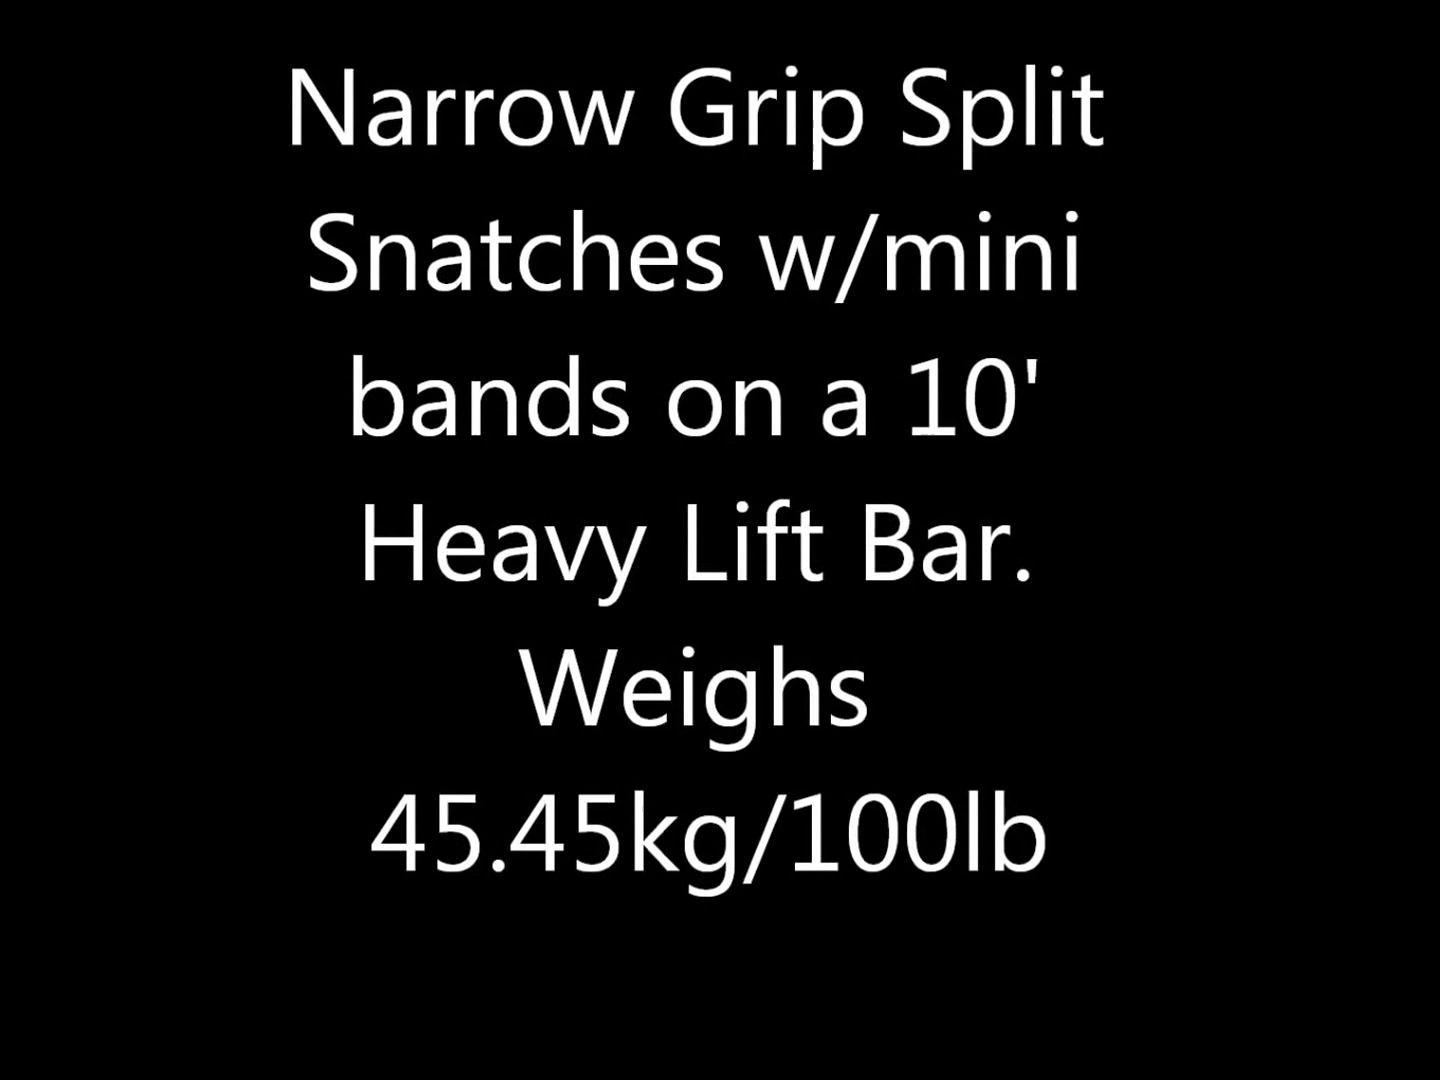 Narrow Grip Split
Snatches w/mini
bands on a 10'
Heavy Lift Bar.
Weighs
45.45kg/100lb